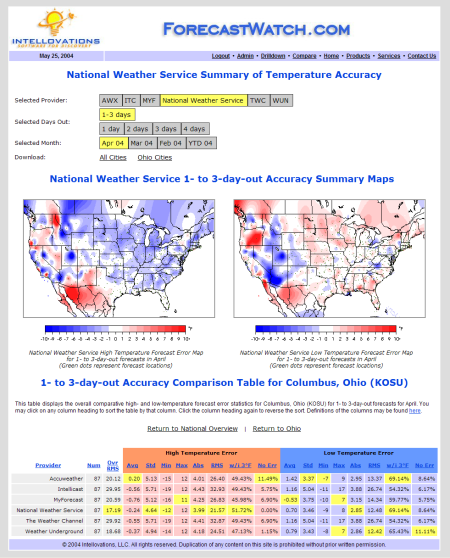 INTELLOVATIONS
SOFTWARE FOR DISCOVERY
FORECASTWATCH.COM
May 25, 2004
Logout • Admin • Drilldown • Compare • Home • Products • Services • Contact Us
National Weather Service Summary of Temperature Accuracy
Selected Provider: AWX ITC MYF National Weather Service TWC WUN
1-3 days
Selected Days Out:
1 day 2 days 3 days 4 days
Selected Month: Apr 04 Mar 04 Feb 04 YTD 04
Download: All Cities Ohio Cities
National Weather Service 1- to 3-day-out Accuracy Summary Maps
-10 -9 -8 -7 -6 -5 -4 -3 -2 -1 0 1 2 3 4 5 6 7 8 9 10 °F
-10 -9 -8 -7 -6 -5 -4 -3 -2 -1 0 1 2 3 4 5 6 7 8 9 10 °F
National Weather Service High Temperature Forecast Error Map
for 1- to 3-day-out forecasts in April
(Green dots represent forecast locations)
National Weather Service Low Temperature Forecast Error Map
for 1- to 3-day-out forecasts in April
(Green dots represent forecast locations)
1- to 3-day-out Accuracy Comparison Table for Columbus, Ohio (KOSU)
This table displays the overall comparative high- and low-temperature forecast error statistics for Columbus, Ohio (KOSU) for 1- to 3-day-out forecasts for April. You
may click on any column heading to sort the table by that column. Click the column heading again to reverse the sort. Definitions of the columns may be found here.
Return to National Overview | Return to Ohio
High Temperature Error Low Temperature Error
Provider Num Ovr RMS Avg Std Min Max Abs RMS w/i 3°F No Err Avg Std Min Max Abs RMS w/i 3°F No Err
Accuweather 87 20.12 0.20 5.13 -15 12 4.01 26.40 49.43% 11.49% 1.42 3.37 -7 9 2.95 13.37 69.14% 8.64%
Intellicast 87 29.95 -0.56 5.71 -19 12 4.43 32.93 49.43% 5.75% 1.16 5.04 -11 17 3.88 26.74 54.32% 6.17%
MyForecast 87 20.59 -0.76 5.12 -16 11 4.25 26.83 45.98% 6.90% -0.53 3.75 -10 7 3.15 14.34 59.77% 5.75%
National Weather Service 87 17.19 -0.24 4.64 -12 12 3.99 21.57 51.72% 0.00% 0.70 3.46 -9 8 2.85 12.48 69.14% 8.64%
The Weather Channel 87 29.92 -0.55 5.71 -19 12 4.41 32.87 49.43% 6.90% 1.16 5.04 -11 17 3.88 26.74 54.32% 6.17%
Weather Underground 87 18.68 -0.37 4.94 -14 12 4.18 24.51 47.13% 1.15% 0.79 3.43 -8 7 2.86 12.42 65.43% 11.11%
© 2004 Intellovations, LLC. All rights reserved. Duplication of any content on this site is prohibited without prior written permission.